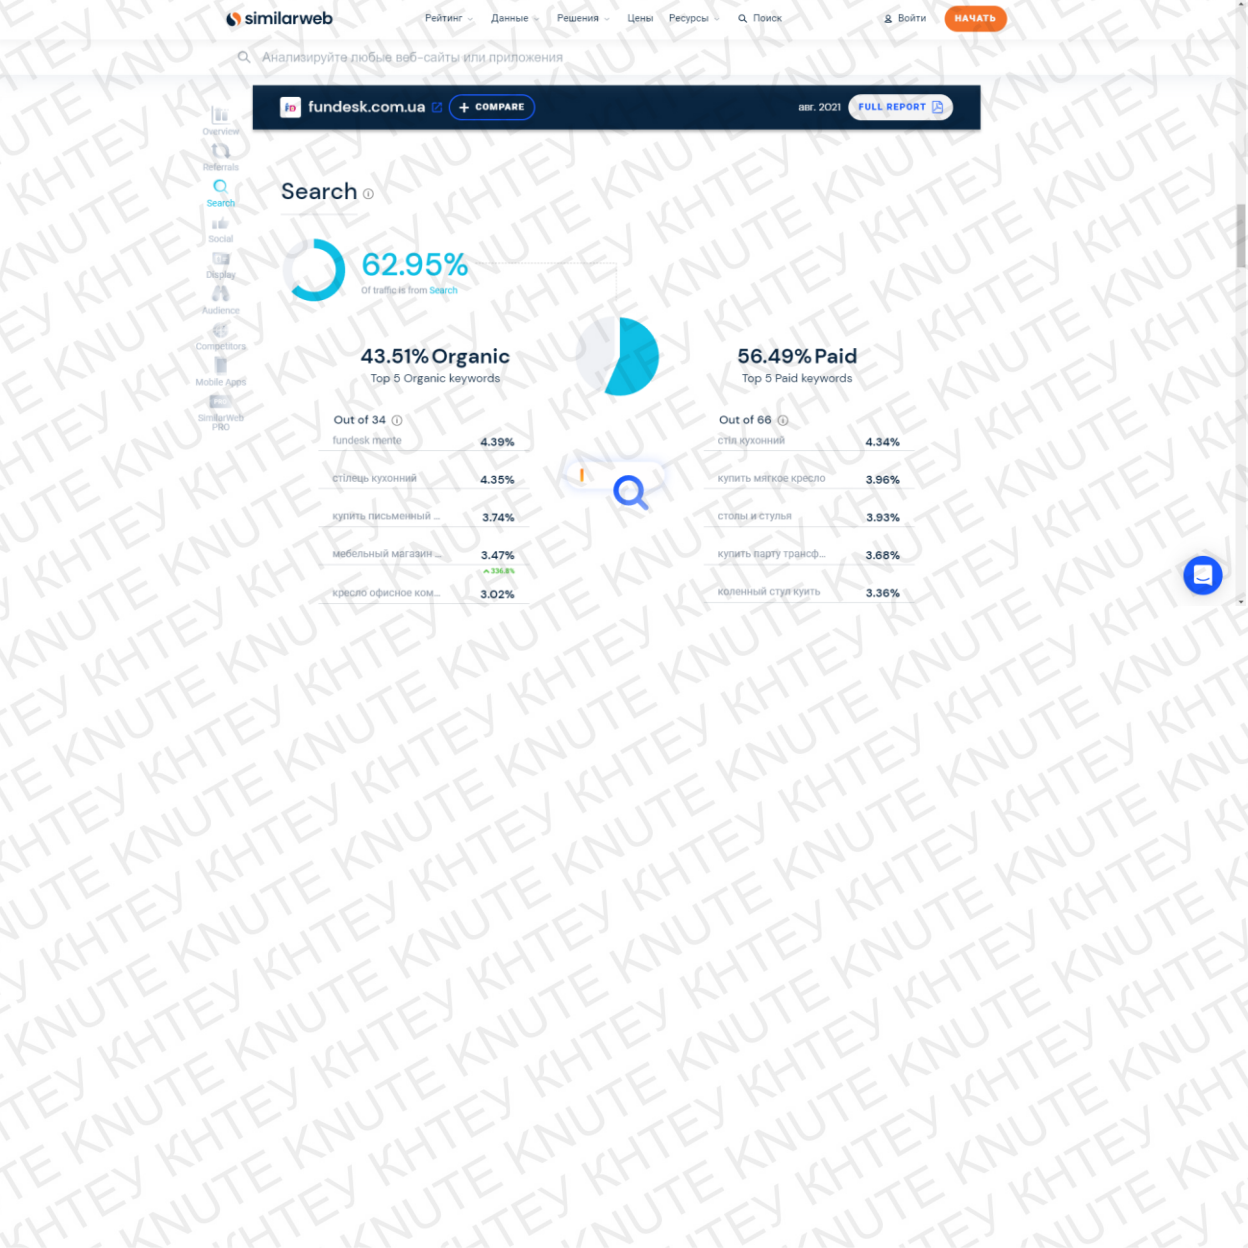 similarweb
Рейтинг Данные Решения Цены Ресурсы Поиск Войти НАЧАТЬ
Анализируйте любые веб-сайты или приложения
fundesk.com.ua COMPARE авг. 2021 FULL REPORT
Overview
Referrals
Search
Social
Display
Audience
Competitors
Mobile Apps
SimilarWeb
PRO
Search
62.95%
Of traffic is from Search
43.51% Organic
Top 5 Organic keywords
Out of 34
fundesk mente 4.39%
стілець кухонний 4.35%
купить письменный ... 3.74%
мебельный магазин ... 3.47%
336.8%
кресло офисное ком... 3.02%
56.49% Paid
Top 5 Paid keywords
Out of 66
стіл кухонний 4.34%
купить мягкое кресло 3.96%
столы и стулья 3.93%
купить парту трансф... 3.68%
коленный стул куить 3.36%
КНТЕУ KNUTE